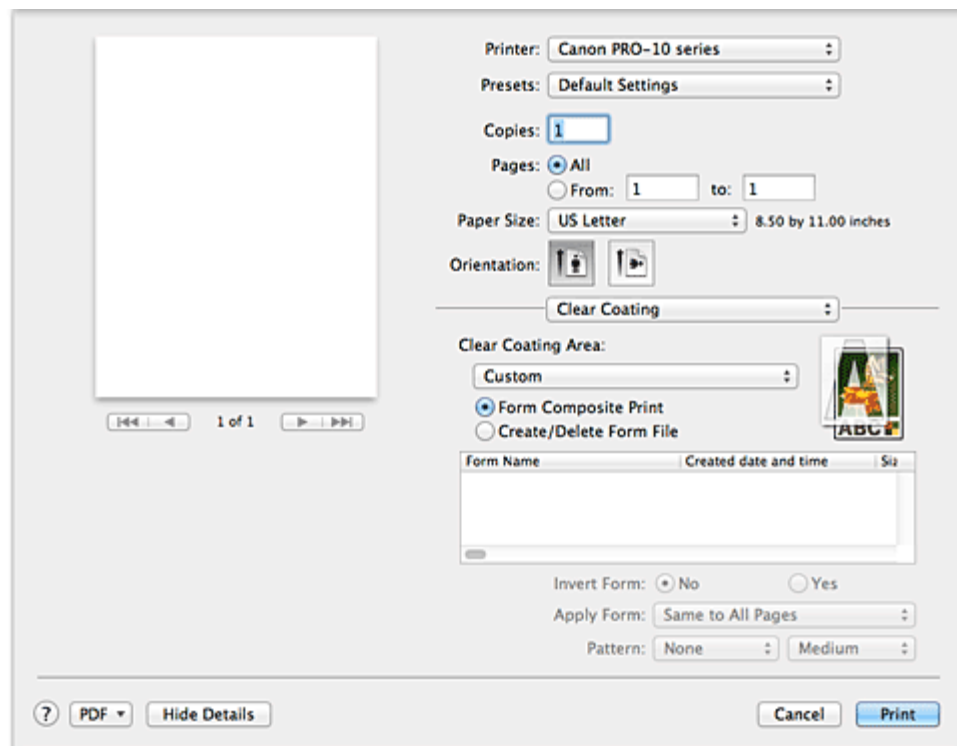 Printer: Canon PRO-10 series
Presets: Default Settings
Copies: 1
Pages: All
From: 1 to: 1
Paper Size: US Letter 8.50 by 11.00 inches
Orientation:
Clear Coating
Clear Coating Area:
Custom
Form Composite Print
Create/Delete Form File
ABC
Form Name Created date and time Siz
1 of 1
Invert Form: No Yes
Apply Form: Same to All Pages
Pattern: None Medium
? PDF Hide Details Cancel Print